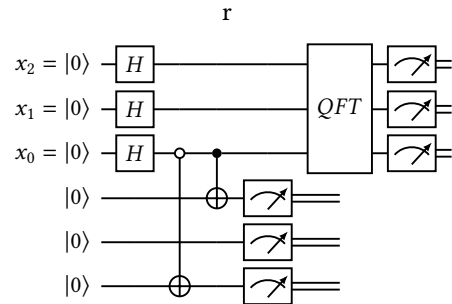 r
x₂ = |0⟩ H
x₁ = |0⟩ H QFT
x₀ = |0⟩ H
|0⟩
|0⟩
|0⟩